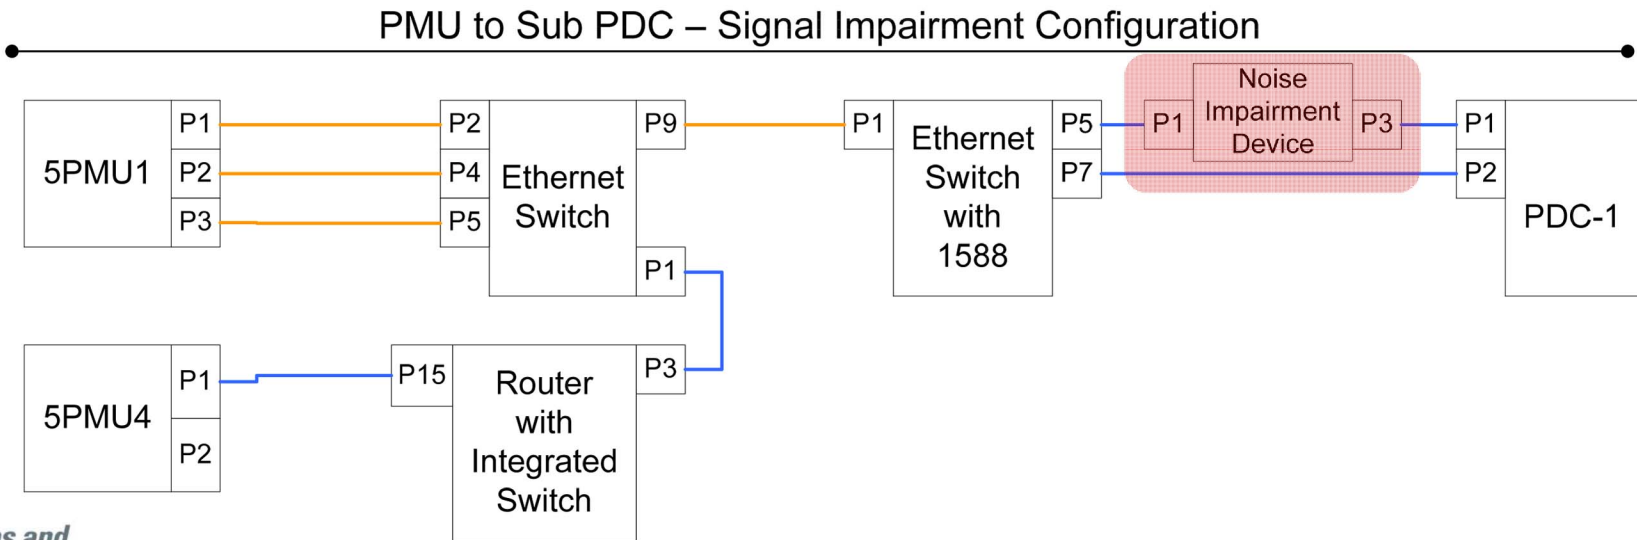 PMU to Sub PDC – Signal Impairment Configuration
5PMU1
P1
P2
P3
P2
P4
P5
Ethernet
Switch
P9
P1
P1
Ethernet
Switch
with
1588
P5
P7
P1
Noise
Impairment
Device
P3
P1
P2
PDC-1
5PMU4
P1
P2
P15
Router
with
Integrated
Switch
P3
and